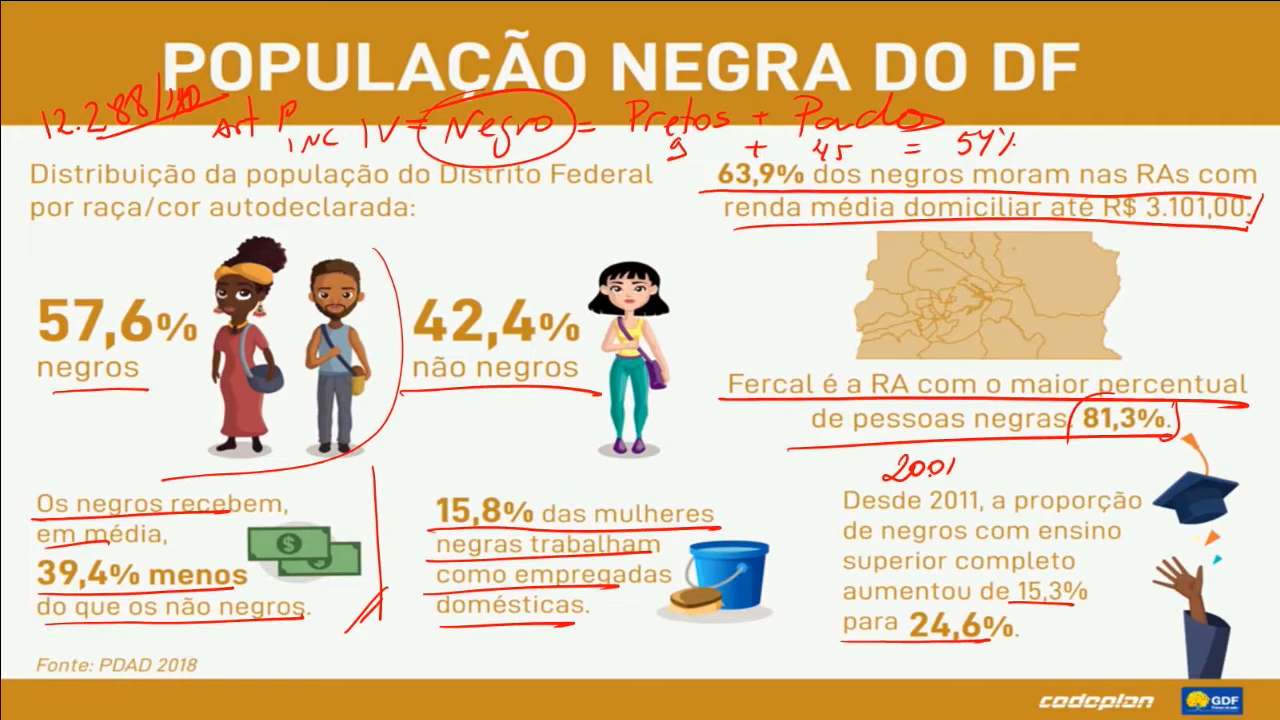 POPULAÇÃO NEGRA DO DF
12.288/
Art 1º
INC IV = Negro = Pretos + Pardos
9 + 45 = 54%
Distribuição da população do Distrito Federal
por raça/cor autodeclarada:
57,6%
negros
42,4%
não negros
63,9% dos negros moram nas RAs com
renda média domiciliar até R$ 3.101,00.
Fercal é a RA com o maior percentual
de pessoas negras: 81,3%.
Os negros recebem,
em média,
39,4% menos
do que os não negros.
15,8% das mulheres
negras trabalham
como empregadas
domésticas.
2001
Desde 2011, a proporção
de negros com ensino
superior completo
aumentou de 15,3%
para 24,6%.
Fonte: PDAD 2018
codeplan
GDF